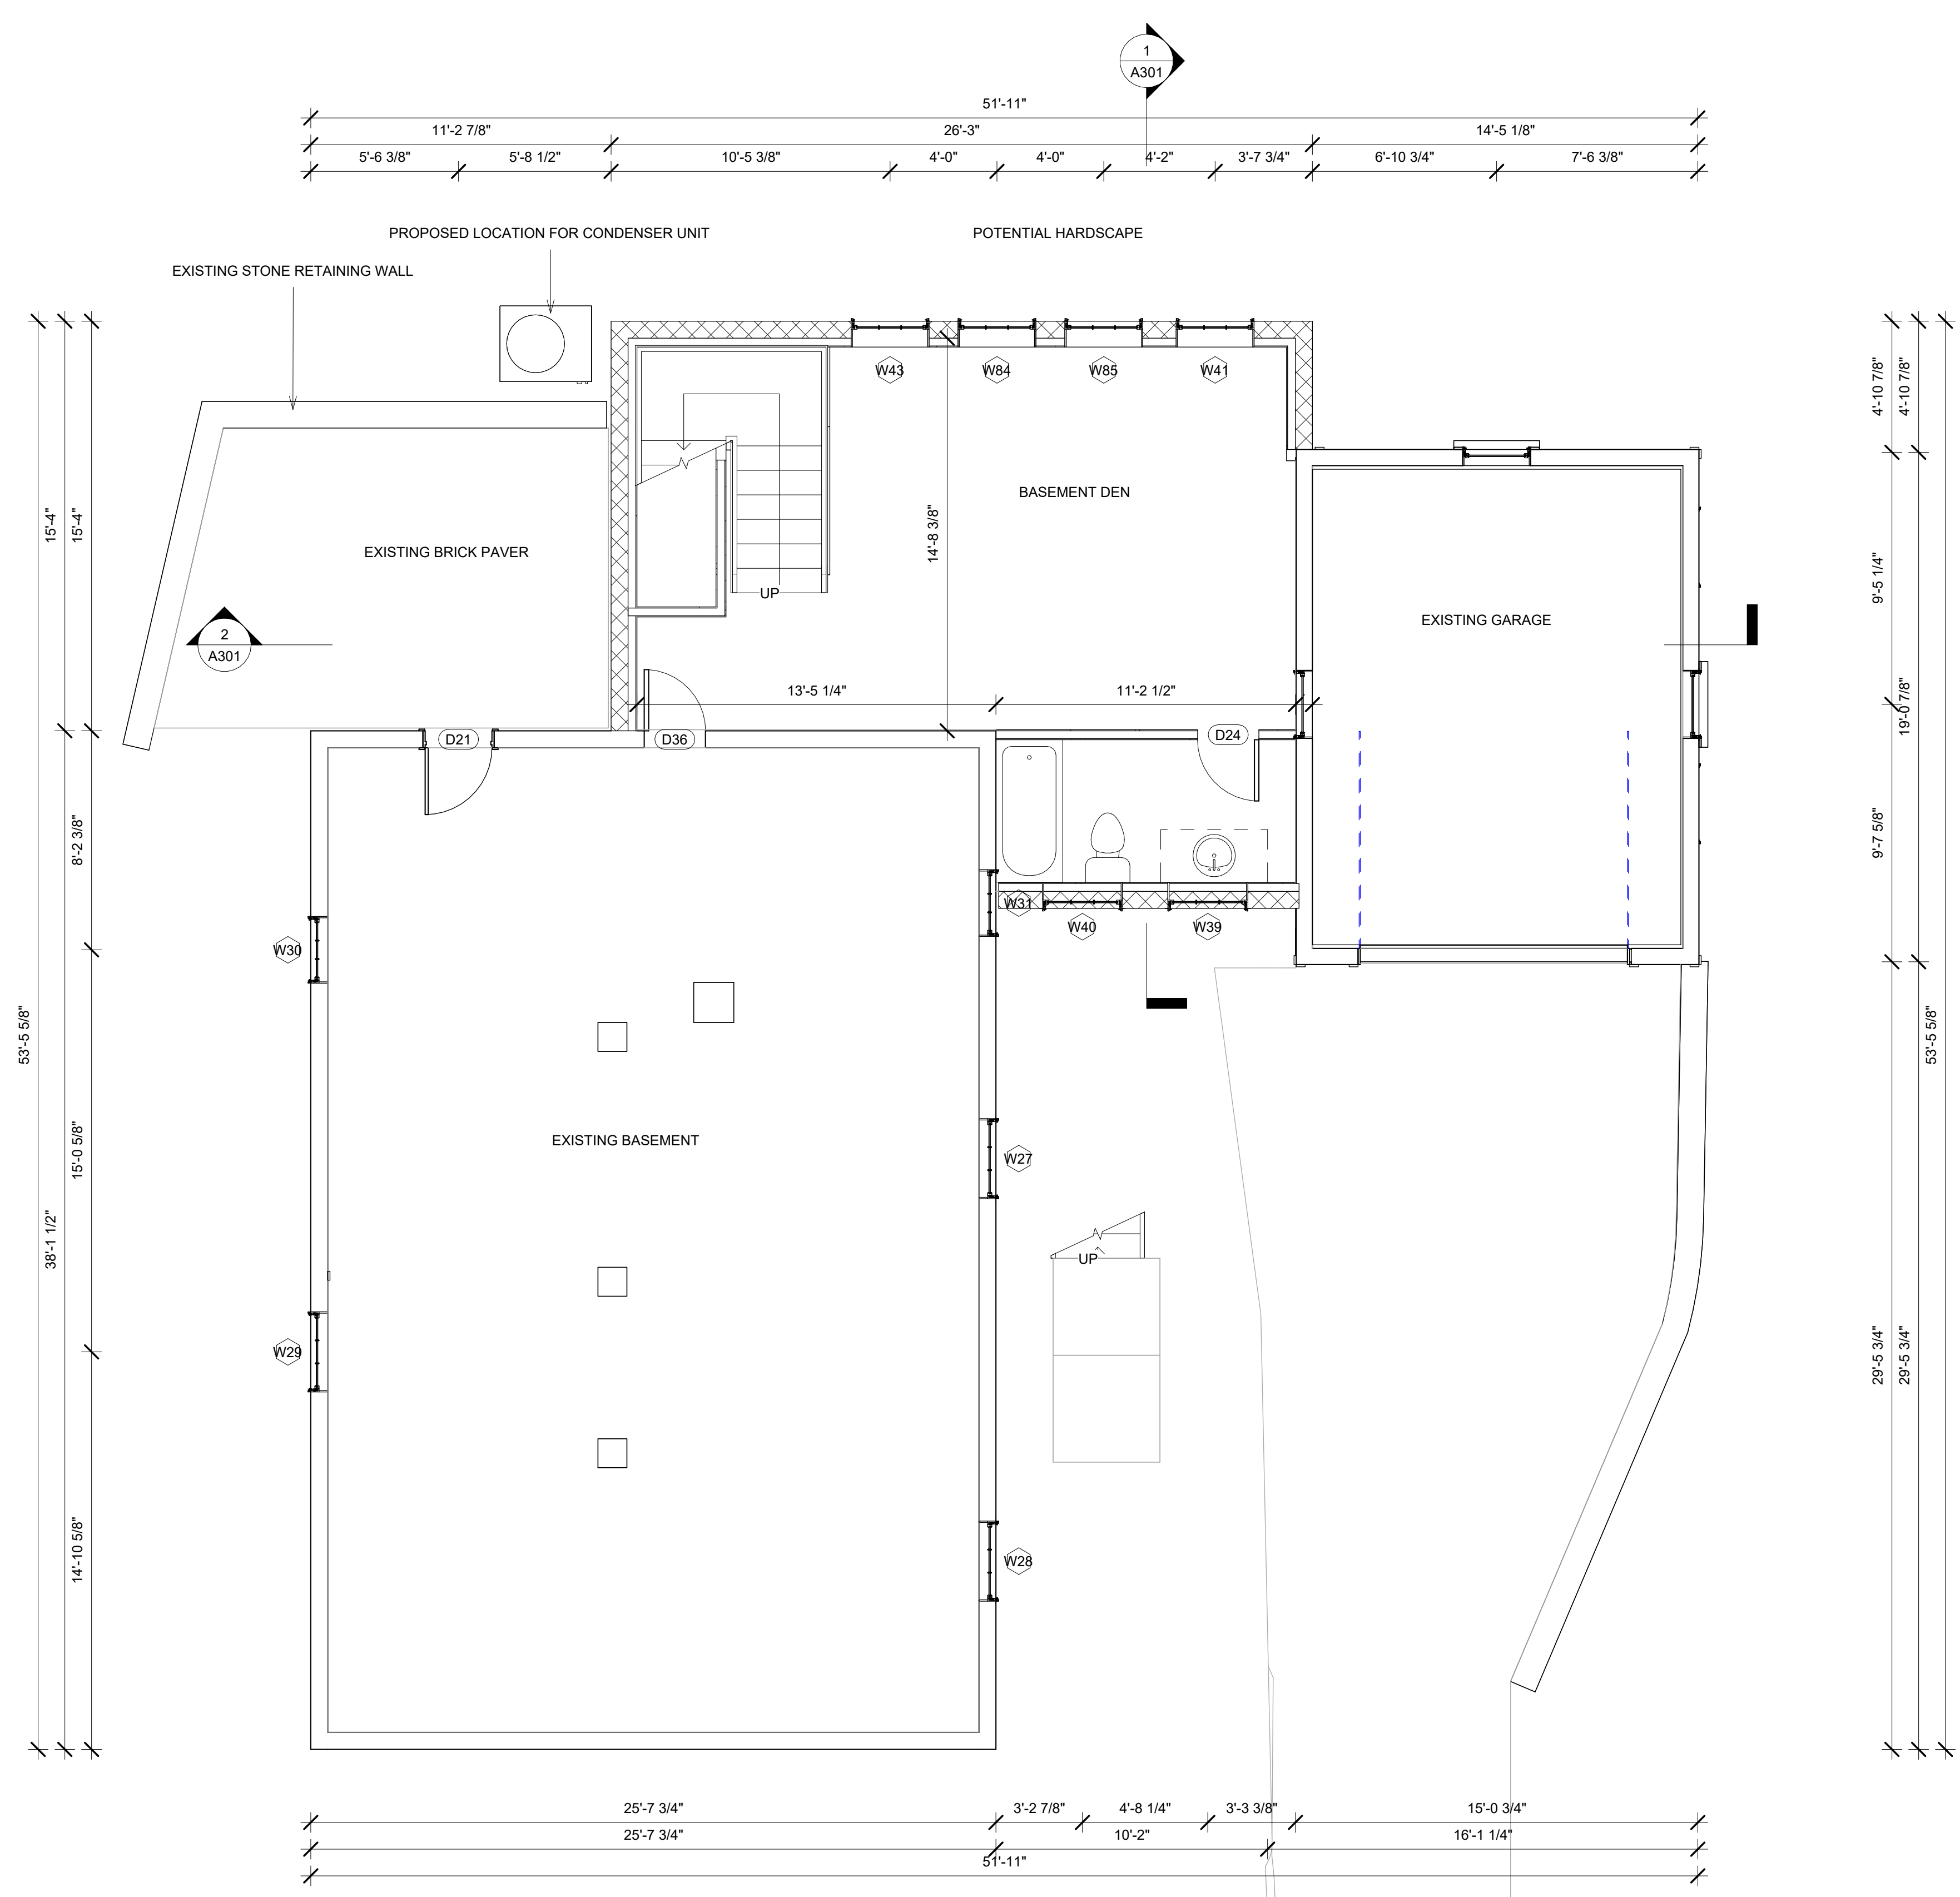 1
A301
51'-11"
11'-2 7/8"
26'-3"
14'-5 1/8"
5'-6 3/8"
5'-8 1/2"
10'-5 3/8"
4'-0"
4'-0"
4'-2"
3'-7 3/4"
6'-10 3/4"
7'-6 3/8"
PROPOSED LOCATION FOR CONDENSER UNIT
POTENTIAL HARDSCAPE
EXISTING STONE RETAINING WALL
W43
W84
W85
W41
4'-10 7/8"
4'-10 7/8"
BASEMENT DEN
15'-4"
15'-4"
14'-8 3/8"
EXISTING BRICK PAVER
9'-5 1/4"
UP
EXISTING GARAGE
2
A301
13'-5 1/4"
11'-2 1/2"
19'-0 7/8"
D21
D36
D24
8'-2 3/8"
9'-7 5/8"
W31
W40
W39
W30
53'-5 5/8"
53'-5 5/8"
EXISTING BASEMENT
15'-0 5/8"
W27
38'-1 1/2"
UP
W29
29'-5 3/4"
29'-5 3/4"
14'-10 5/8"
W28
25'-7 3/4"
3'-2 7/8"
4'-8 1/4"
3'-3 3/8"
15'-0 3/4"
25'-7 3/4"
10'-2"
16'-1 1/4"
51'-11"